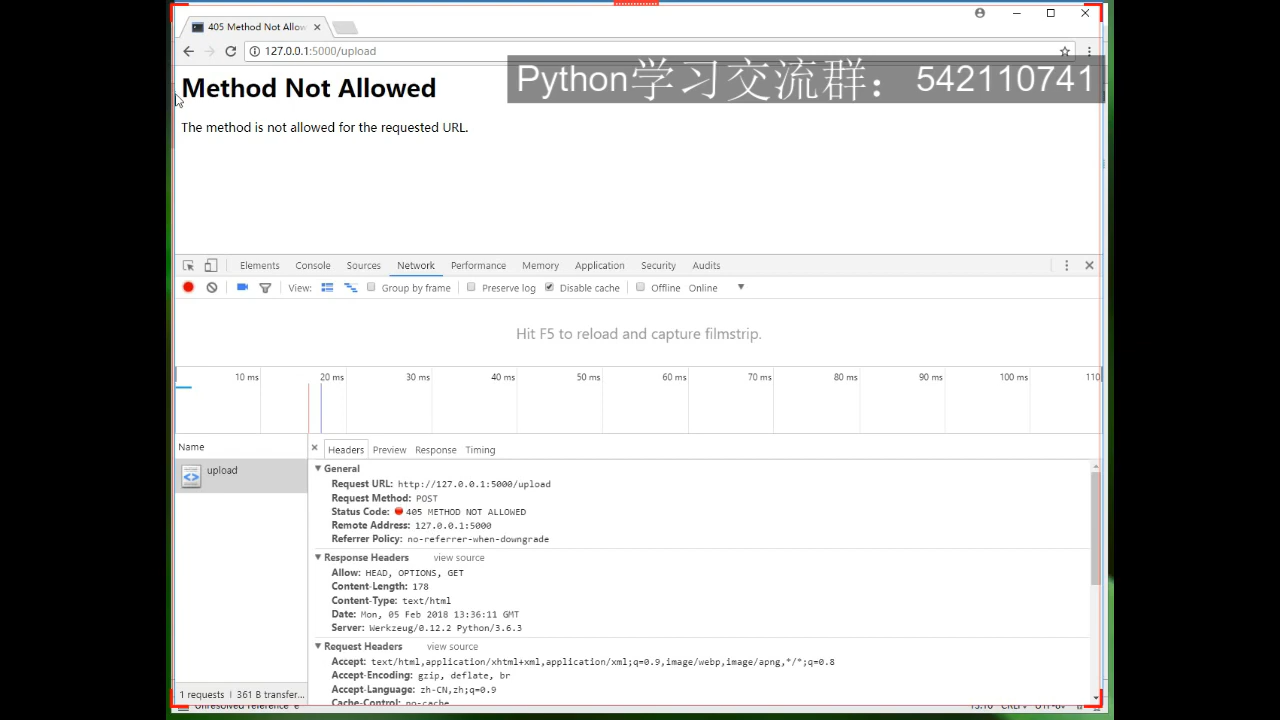 405 Method Not Allow
127.0.0.1:5000/upload
Python学习交流群：542110741
Method Not Allowed
The method is not allowed for the requested URL.
Elements Console Sources Network Performance Memory Application Security Audits
View: Group by frame Preserve log Disable cache Offline Online
Hit F5 to reload and capture filmstrip.
10 ms 20 ms 30 ms 40 ms 50 ms 60 ms 70 ms 80 ms 90 ms 100 ms 110
Name
Headers Preview Response Timing
upload
General
Request URL: http://127.0.0.1:5000/upload
Request Method: POST
Status Code: 405 METHOD NOT ALLOWED
Remote Address: 127.0.0.1:5000
Referrer Policy: no-referrer-when-downgrade
Response Headers view source
Allow: HEAD, OPTIONS, GET
Content-Length: 178
Content-Type: text/html
Date: Mon, 05 Feb 2018 13:36:11 GMT
Server: Werkzeug/0.12.2 Python/3.6.3
Request Headers view source
Accept: text/html,application/xhtml+xml,application/xml;q=0.9,image/webp,image/apng,*/*;q=0.8
Accept-Encoding: gzip, deflate, br
Accept-Language: zh-CN,zh;q=0.9
Cache-Control: no-cache
1 requests | 361 B transfer...
Unresolved reference 'e